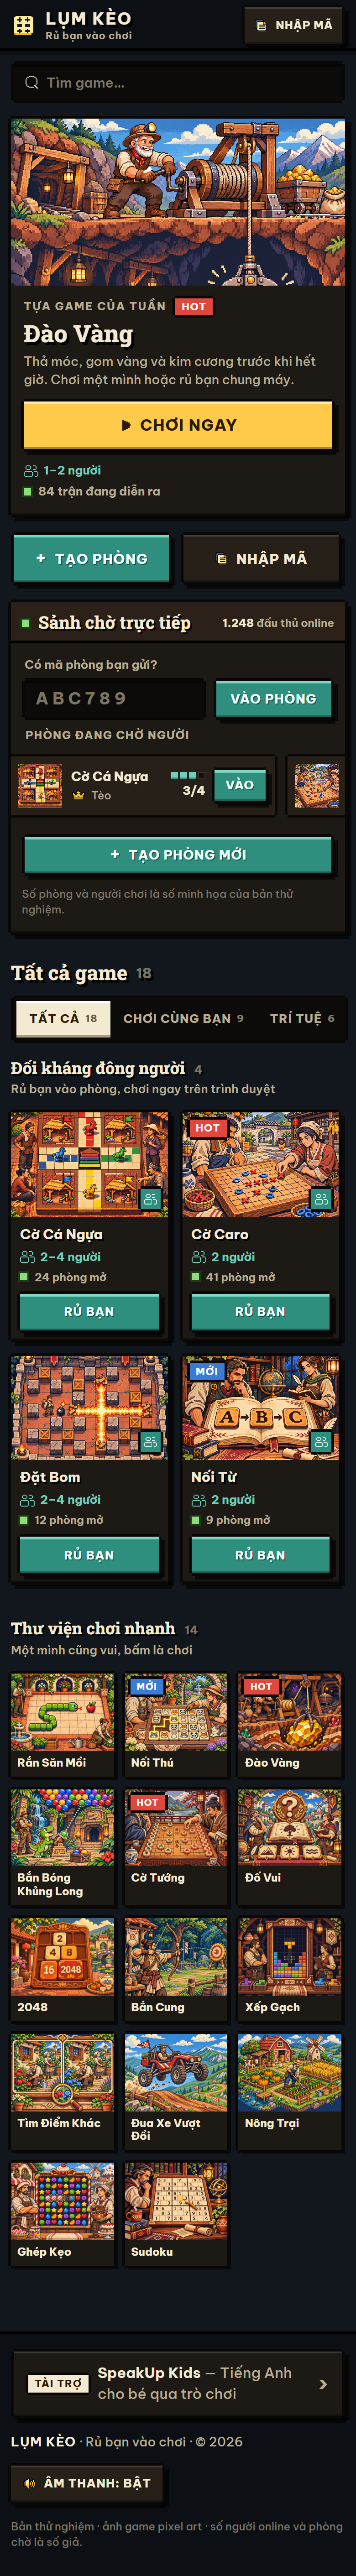 LỤM KÈO
Rủ bạn vào chơi
NHẬP MÃ
Tìm game...
TỰA GAME CỦA TUẦN HOT
Đào Vàng
Thả móc, gom vàng và kim cương trước khi hết
giờ. Chơi một mình hoặc rủ bạn chung máy.
CHƠI NGAY
1–2 người
84 trận đang diễn ra
+ TẠO PHÒNG
NHẬP MÃ
Sảnh chờ trực tiếp
1.248 đấu thủ online
Có mã phòng bạn gửi?
ABC789
VÀO PHÒNG
PHÒNG ĐANG CHỜ NGƯỜI
Cờ Cá Ngựa
Tèo
3/4
VÀO
+ TẠO PHÒNG MỚI
Số phòng và người chơi là số minh họa của bản thử
nghiệm.
Tất cả game 18
TẤT CẢ 18
CHƠI CÙNG BẠN 9
TRÍ TUỆ 6
Đối kháng đông người 4
Rủ bạn vào phòng, chơi ngay trên trình duyệt
Cờ Cá Ngựa
2–4 người
24 phòng mở
RỦ BẠN
HOT
Cờ Caro
2 người
41 phòng mở
RỦ BẠN
Đặt Bom
2–4 người
12 phòng mở
RỦ BẠN
MỚI
A B C
Nối Từ
2 người
9 phòng mở
RỦ BẠN
Thư viện chơi nhanh 14
Một mình cũng vui, bấm là chơi
Rắn Săn Mồi
MỚI
Nối Thú
HOT
Đào Vàng
Bắn Bóng
Khủng Long
HOT
Cờ Tướng
?
Đố Vui
2
4 8
16 2048
2048
Bắn Cung
Xếp Gạch
Tìm Điểm Khác
Đua Xe Vượt
Đồi
Nông Trại
Ghép Kẹo
Sudoku
TÀI TRỢ
SpeakUp Kids — Tiếng Anh
cho bé qua trò chơi
LỤM KÈO · Rủ bạn vào chơi · © 2026
ÂM THANH: BẬT
Bản thử nghiệm · ảnh game pixel art · số người online và phòng
chờ là số giả.